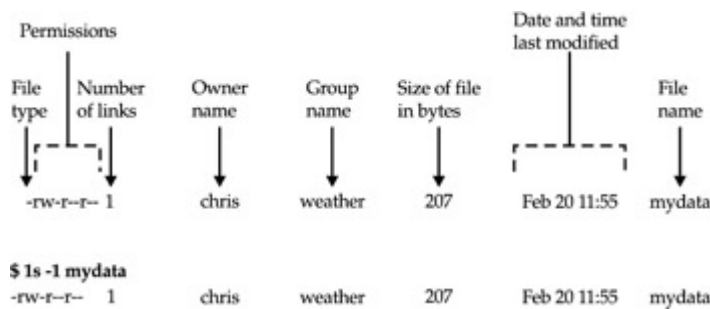 Permissions
Date and time
last modified
File
type
Number
of links
Owner
name
Group
name
Size of file
in bytes
File
name
-rw-r--r-- 1 chris weather 207 Feb 20 11:55 mydata
$ 1s -1 mydata
-rw-r--r-- 1 chris weather 207 Feb 20 11:55 mydata